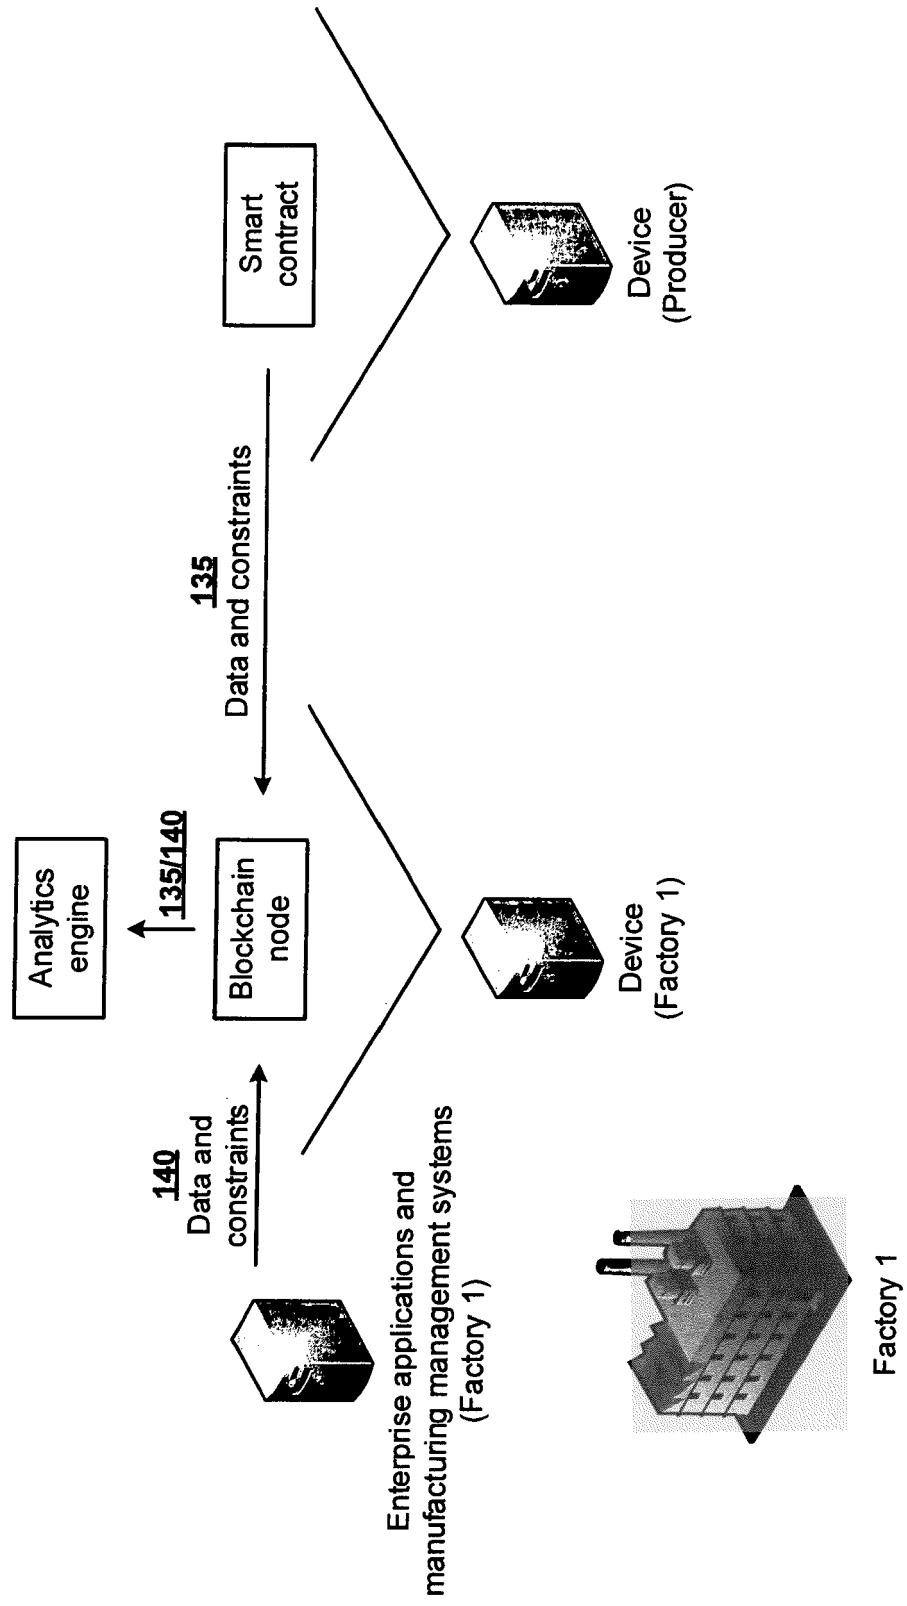 Analytics
engine
135/140
Blockchain
node
140
Data and
constraints
135
Data and constraints
Smart
contract
Enterprise applications and
manufacturing management systems
(Factory 1)
Device
(Factory 1)
Device
(Producer)
Factory 1